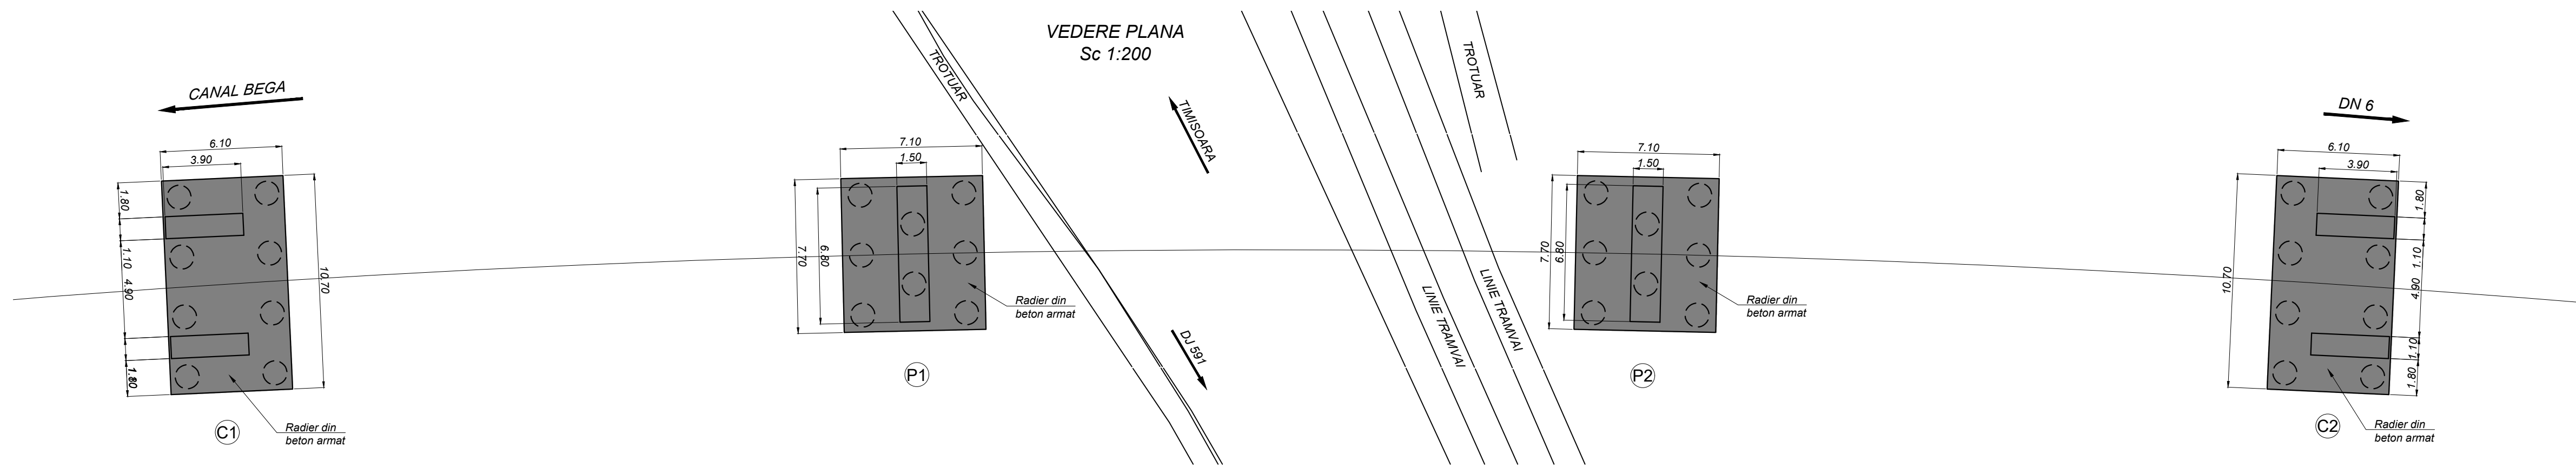 VEDERE PLANA
Sc 1:200
CANAL BEGA
6.10
3.90
1.80
1.10
4.90
1.80
10.70
C1
Radier din
beton armat
7.10
1.50
7.70
6.80
Radier din
beton armat
P1
TROTUAR
TIMISOARA
DJ 591
LINIE TRAMVAI
LINIE TRAMVAI
TROTUAR
7.10
1.50
7.70
6.80
Radier din
beton armat
P2
DN 6
6.10
3.90
10.70
1.80
1.10
4.90
1.10
1.80
C2
Radier din
beton armat